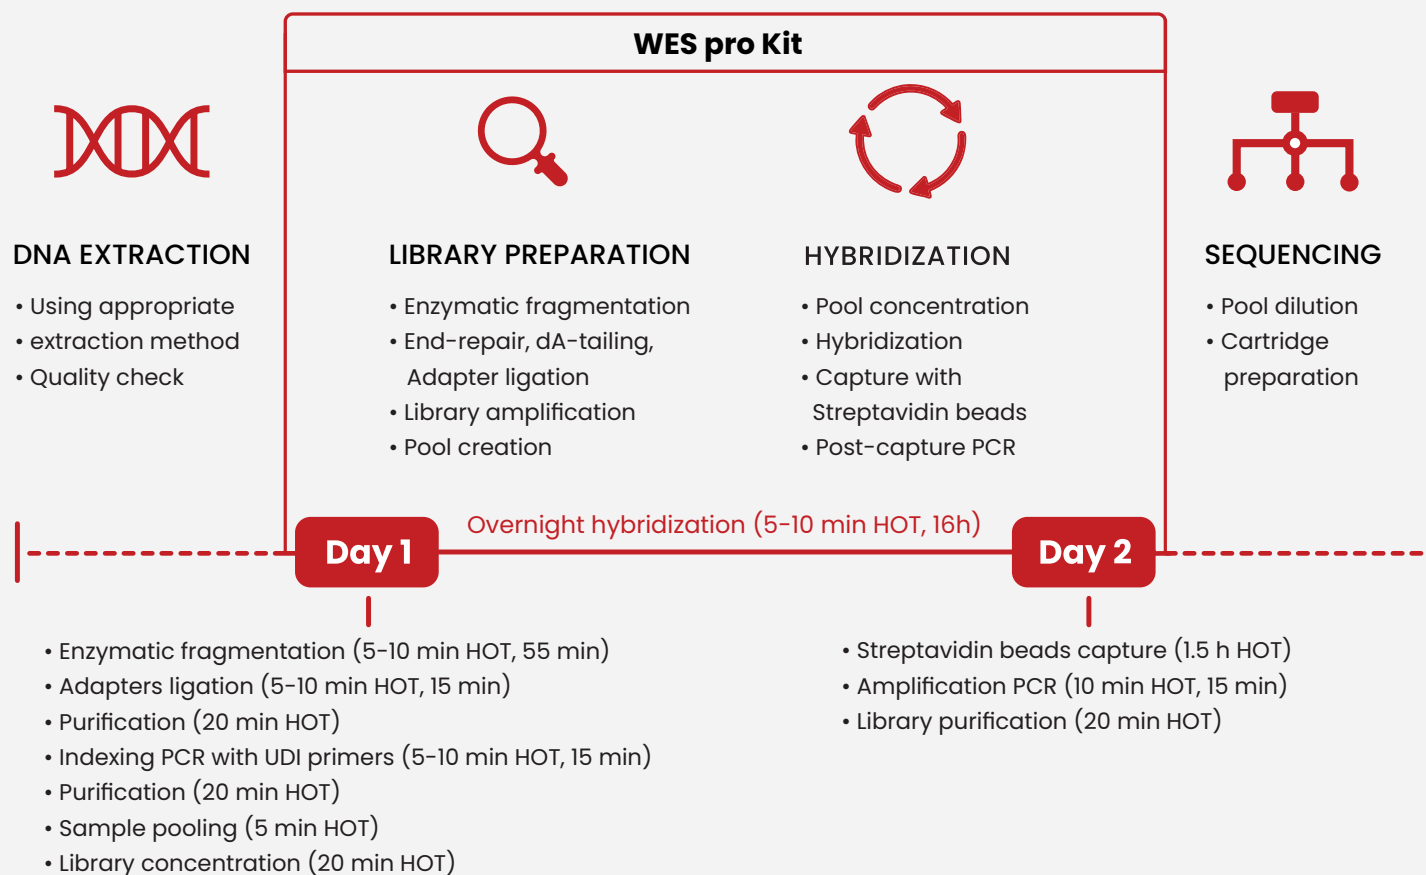 WES pro Kit
DNA EXTRACTION
• Using appropriate
• extraction method
• Quality check
LIBRARY PREPARATION
• Enzymatic fragmentation
• End-repair, dA-tailing,
Adapter ligation
• Library amplification
• Pool creation
HYBRIDIZATION
• Pool concentration
• Hybridization
• Capture with
Streptavidin beads
• Post-capture PCR
SEQUENCING
• Pool dilution
• Cartridge
preparation
Day 1
Overnight hybridization (5-10 min HOT, 16h)
Day 2
• Enzymatic fragmentation (5-10 min HOT, 55 min)
• Adapters ligation (5-10 min HOT, 15 min)
• Purification (20 min HOT)
• Indexing PCR with UDI primers (5-10 min HOT, 15 min)
• Purification (20 min HOT)
• Sample pooling (5 min HOT)
• Library concentration (20 min HOT)
• Streptavidin beads capture (1.5 h HOT)
• Amplification PCR (10 min HOT, 15 min)
• Library purification (20 min HOT)